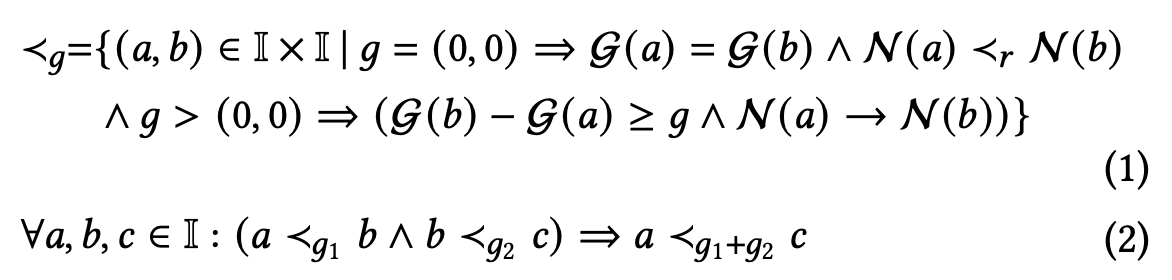 ≺g={(a, b) ∈ 𝕀 × 𝕀 | g = (0, 0) ⇒ 𝓖(a) = 𝓖(b) ∧ 𝓝(a) ≺r 𝓝(b)
∧ g > (0, 0) ⇒ (𝓖(b) − 𝓖(a) ≥ g ∧ 𝓝(a) → 𝓝(b))}
(1)
∀a, b, c ∈ 𝕀 : (a ≺g₁ b ∧ b ≺g₂ c) ⇒ a ≺g₁+g₂ c (2)